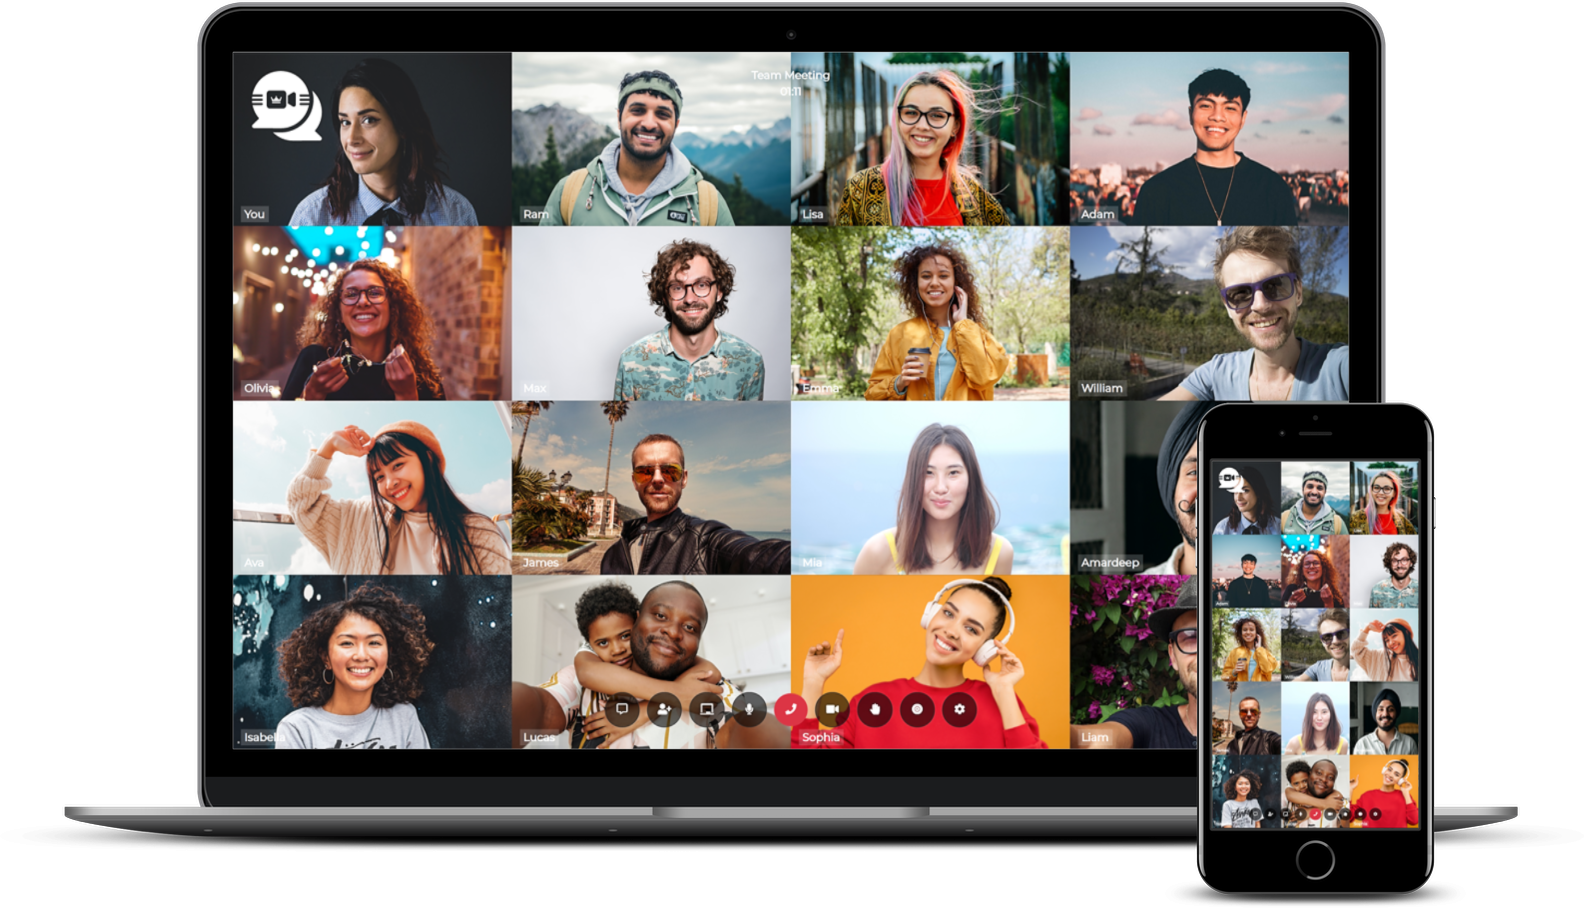 Team Meeting
01:11
You
Ram
Lisa
Adam
Olivia
Max
Emma
William
Ava
James
Mia
Amardeep
Isabella
Lucas
Sophia
Liam